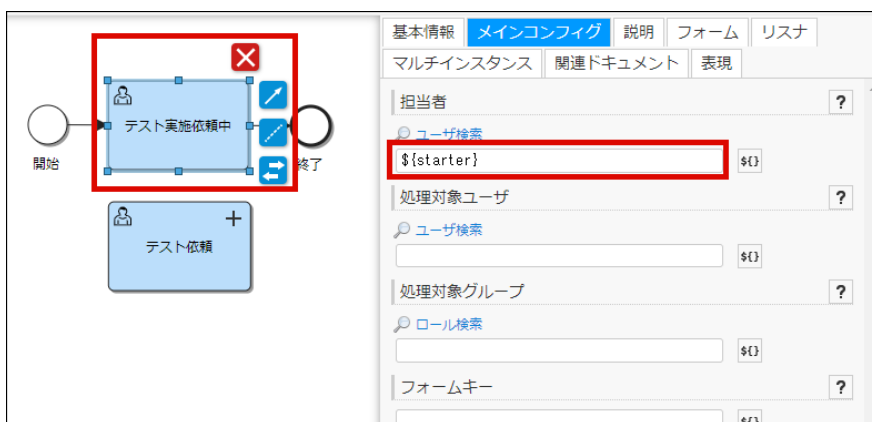 基本情報 メインコンフィグ 説明 フォーム リスナ
マルチインスタンス 関連ドキュメント 表現
テスト実施依頼中
開始
終了
テスト依頼
担当者 ?
ユーザ検索
${starter} ${}
処理対象ユーザ ?
ユーザ検索
${}
処理対象グループ ?
ロール検索
${}
フォームキー ?
${}